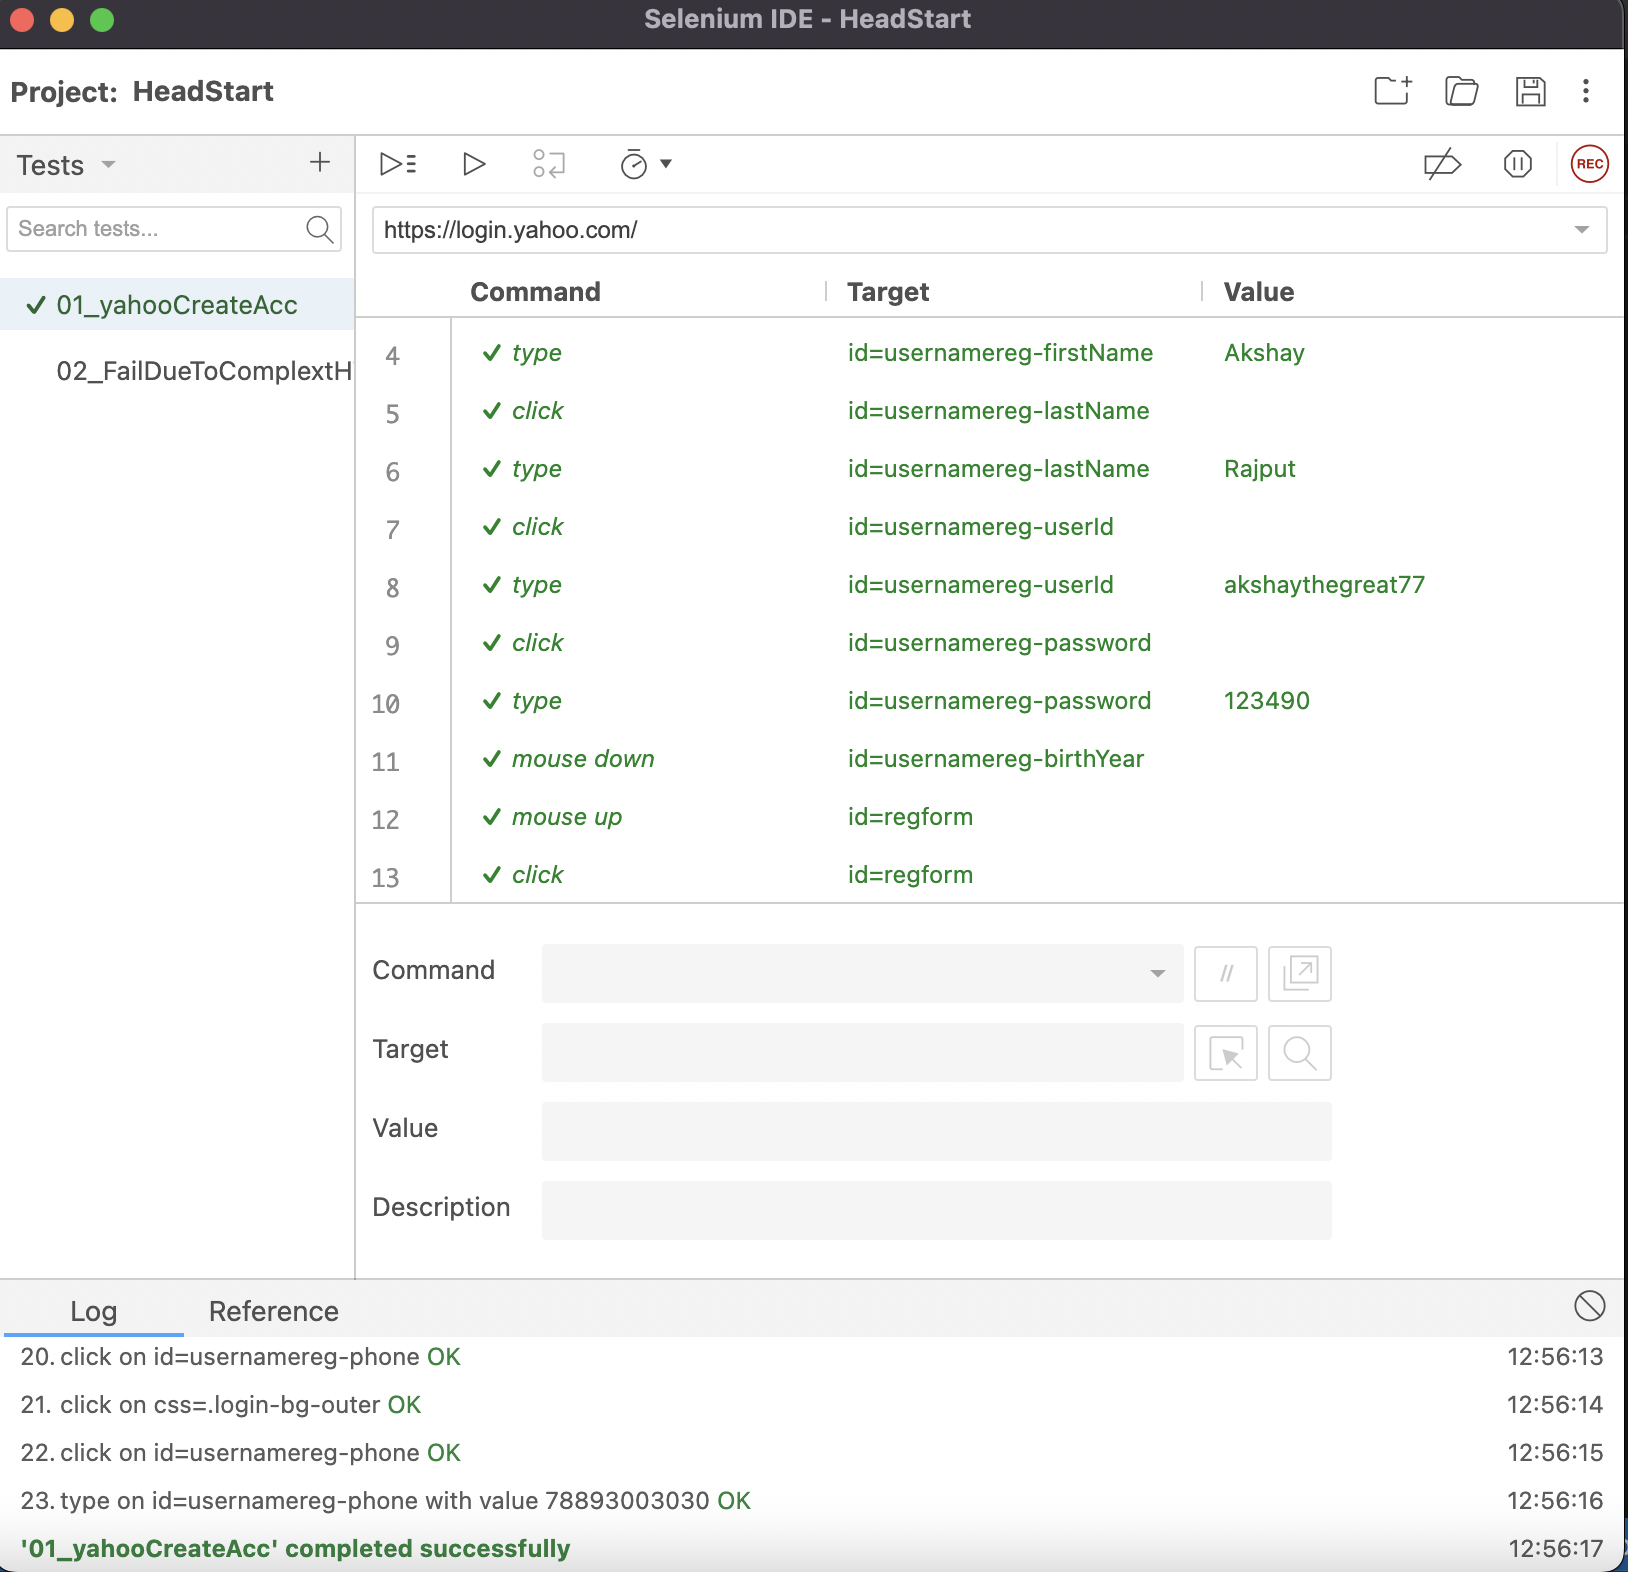 Selenium IDE - HeadStart
Project: HeadStart
Tests
REC
Search tests...
https://login.yahoo.com/
Command Target Value
01_yahooCreateAcc
02_FailDueToComplextH
4 type id=usernamereg-firstName Akshay
5 click id=usernamereg-lastName
6 type id=usernamereg-lastName Rajput
7 click id=usernamereg-userId
8 type id=usernamereg-userId akshaythegreat77
9 click id=usernamereg-password
10 type id=usernamereg-password 123490
11 mouse down id=usernamereg-birthYear
12 mouse up id=regform
13 click id=regform
Command //
Target
Value
Description
Log Reference
20. click on id=usernamereg-phone OK 12:56:13
21. click on css=.login-bg-outer OK 12:56:14
22. click on id=usernamereg-phone OK 12:56:15
23. type on id=usernamereg-phone with value 78893003030 OK 12:56:16
'01_yahooCreateAcc' completed successfully 12:56:17